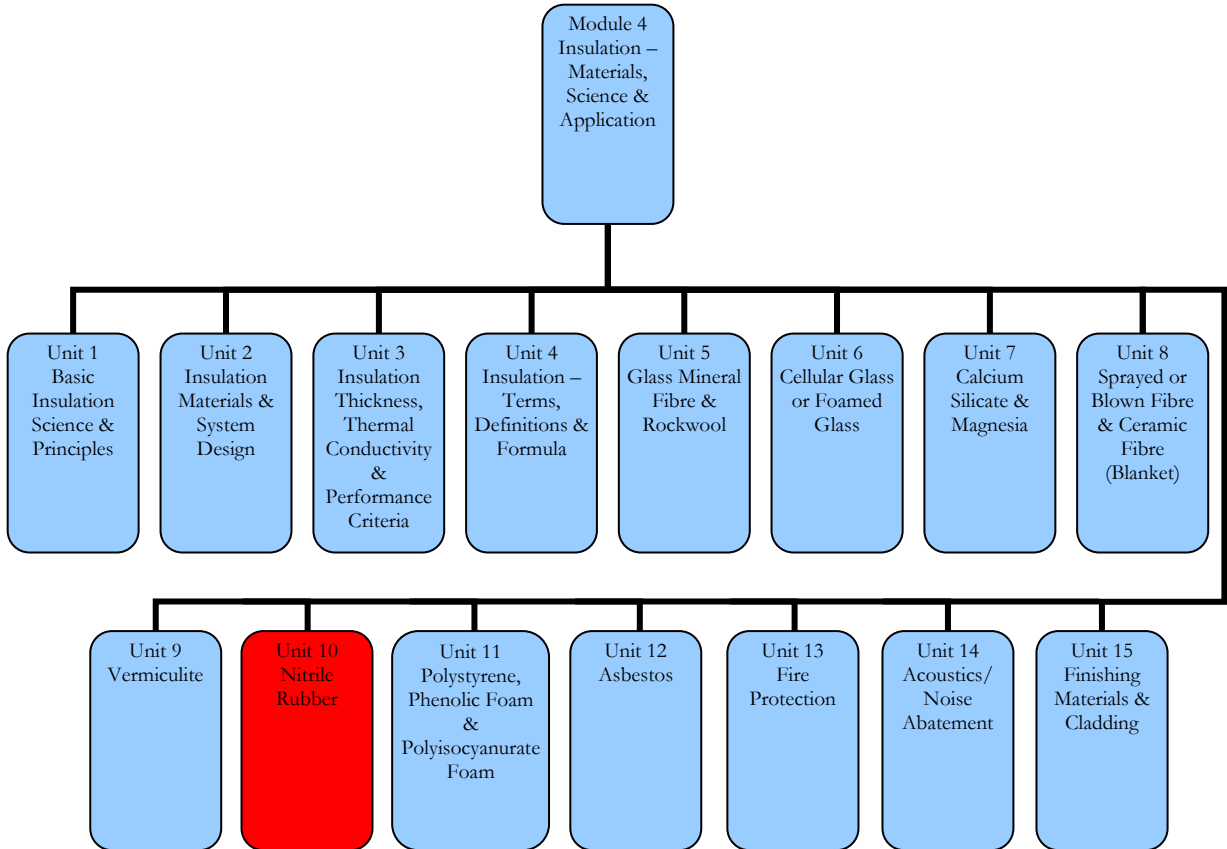 Module 4
Insulation –
Materials,
Science &
Application
Unit 1
Basic
Insulation
Science &
Principles
Unit 2
Insulation
Materials &
System
Design
Unit 3
Insulation
Thickness,
Thermal
Conductivity
&
Performance
Criteria
Unit 4
Insulation –
Terms,
Definitions &
Formula
Unit 5
Glass Mineral
Fibre &
Rockwool
Unit 6
Cellular Glass
or Foamed
Glass
Unit 7
Calcium
Silicate &
Magnesia
Unit 8
Sprayed or
Blown Fibre
& Ceramic
Fibre
(Blanket)
Unit 9
Vermiculite
Unit 10
Nitrile
Rubber
Unit 11
Polystyrene,
Phenolic Foam
&
Polyisocyanurate
Foam
Unit 12
Asbestos
Unit 13
Fire
Protection
Unit 14
Acoustics/
Noise
Abatement
Unit 15
Finishing
Materials &
Cladding